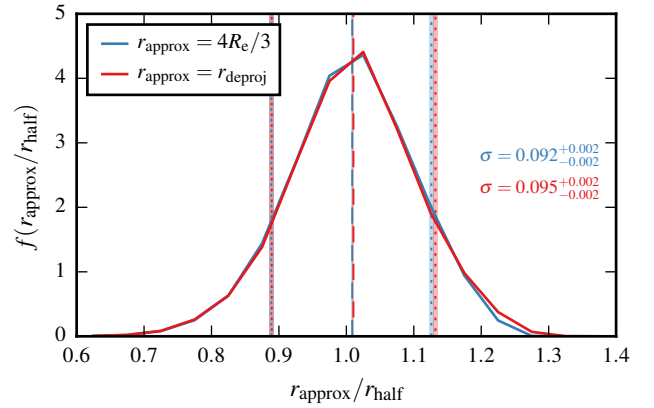 r_approx = 4R_e/3
r_approx = r_deproj
σ = 0.092^{+0.002}_{-0.002}
σ = 0.095^{+0.002}_{-0.002}
f(r_approx/r_half)
5
4
3
2
1
0
0.6 0.7 0.8 0.9 1.0 1.1 1.2 1.3 1.4
r_approx/r_half